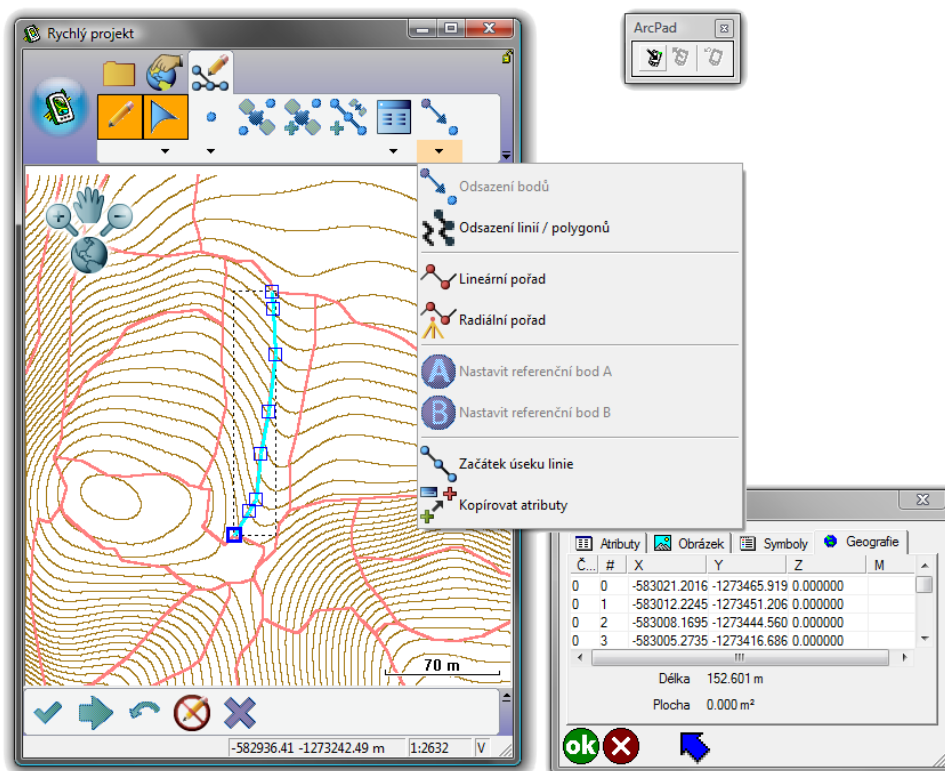 Rychlý projekt
ArcPad
Odsazení bodů
Odsazení linií / polygonů
Lineární pořad
Radiální pořad
A Nastavit referenční bod A
B Nastavit referenční bod B
Začátek úseku linie
Kopírovat atributy
70 m
-582936.41 -1273242.49 m 1:2632 V
Atributy Obrázek Symboly Geografie
Č... # X Y Z M
0 0 -583021.2016 -1273465.919 0.000000
0 1 -583012.2245 -1273451.206 0.000000
0 2 -583008.1695 -1273444.560 0.000000
0 3 -583005.2735 -1273416.686 0.000000
Délka 152.601 m
Plocha 0.000 m²
ok